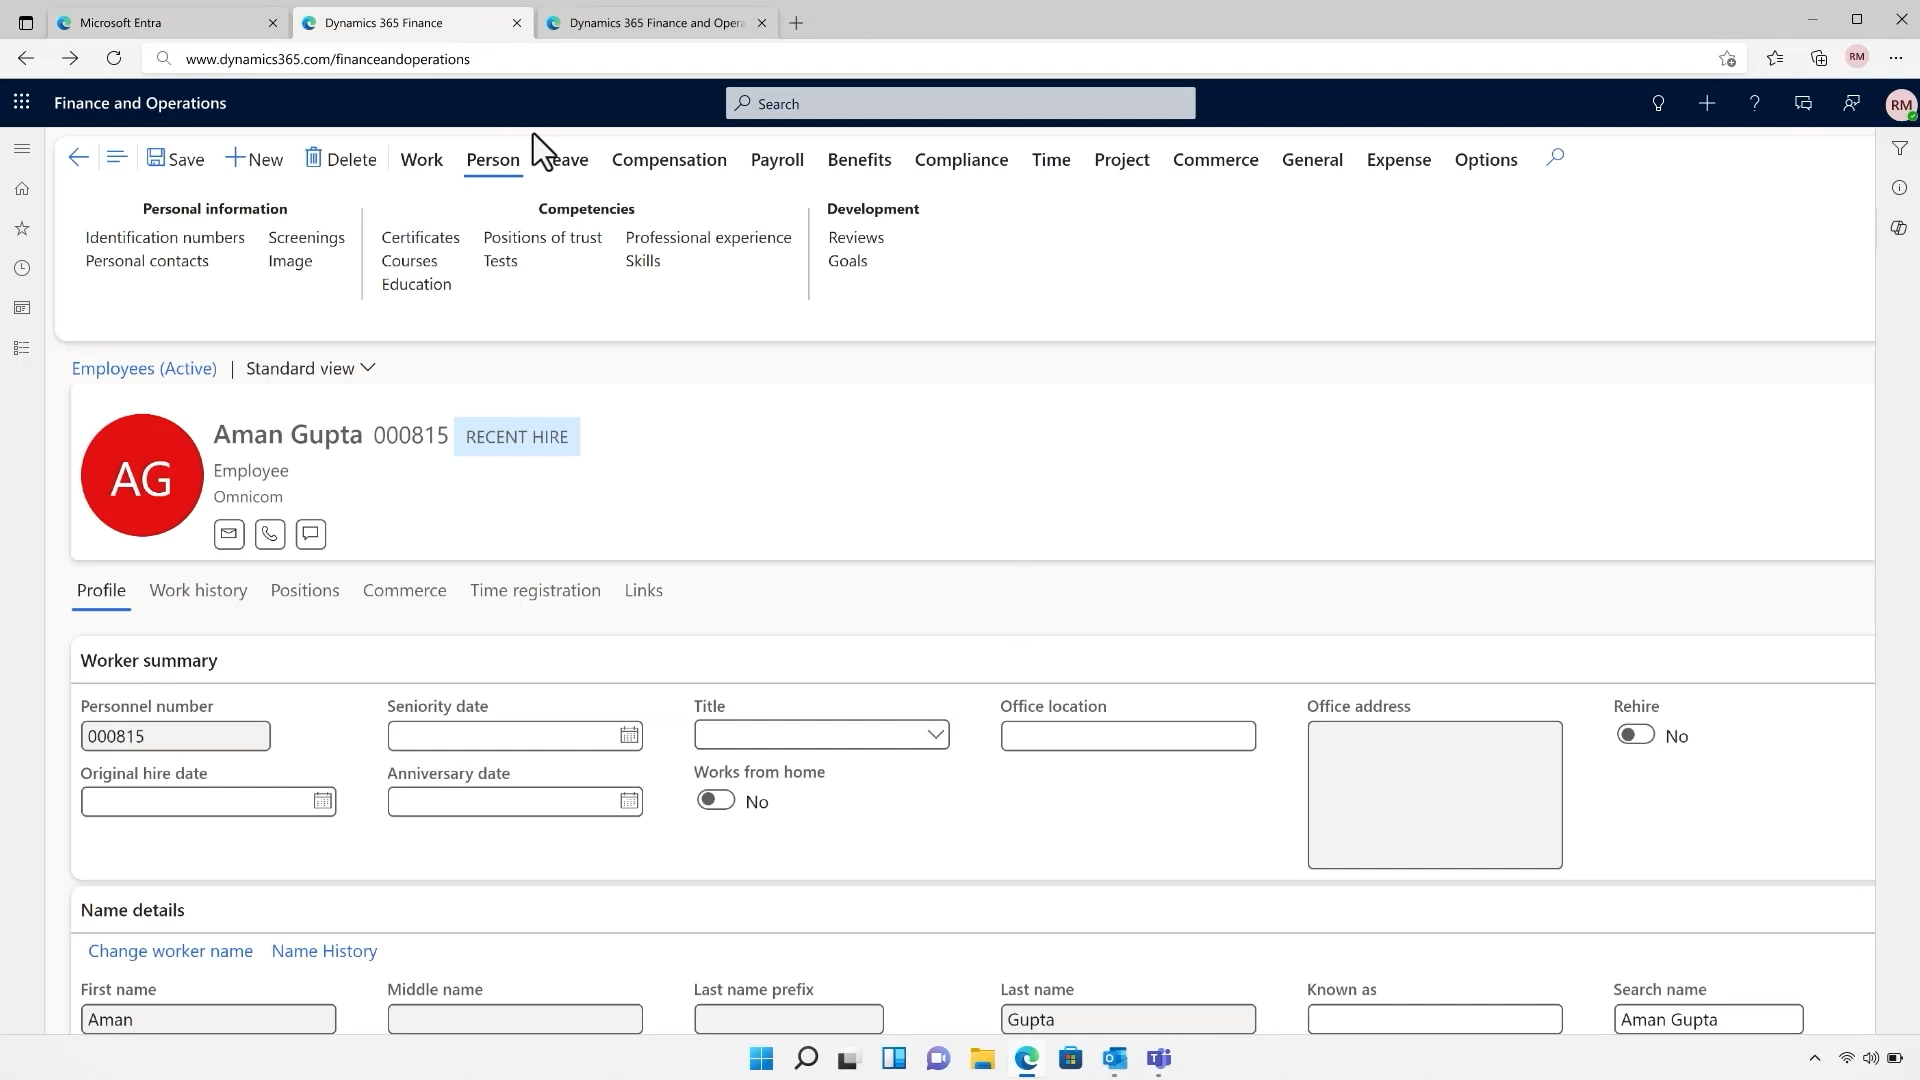 Microsoft Entra
Dynamics 365 Finance
Dynamics 365 Finance and Opera
www.dynamics365.com/financeandoperations
RM
Finance and Operations
Search
RM
Save New Delete Work Person eave Compensation Payroll Benefits Compliance Time Project Commerce General Expense Options
Personal information Competencies Development
Identification numbers Screenings Certificates Positions of trust Professional experience Reviews
Personal contacts Image Courses Tests Skills Goals
Education
Employees (Active) | Standard view
AG
Aman Gupta 000815 RECENT HIRE
Employee
Omnicom
Profile Work history Positions Commerce Time registration Links
Worker summary
Personnel number Seniority date Title Office location Office address Rehire
000815 No
Original hire date Anniversary date Works from home
No
Name details
Change worker name Name History
First name Middle name Last name prefix Last name Known as Search name
Aman Gupta Aman Gupta